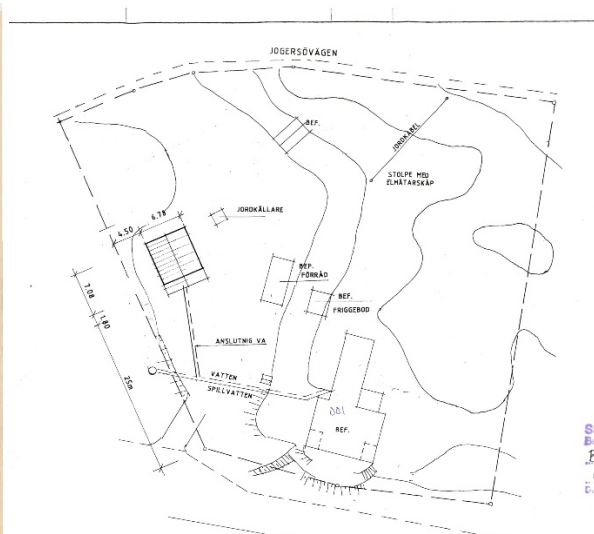 JOGERSÖVÄGEN
BEF.
JORDKABEL
STOLPE MED
ELMÄTARSKÅP
JORDKÄLLARE
6.78
4.50
BEF.
FÖRRÅD
BEF.
FRIGGEBOD
7.08
1.80
25m
ANSLUTNIG VA
VATTEN
SPILLVATTEN
001
BEF.